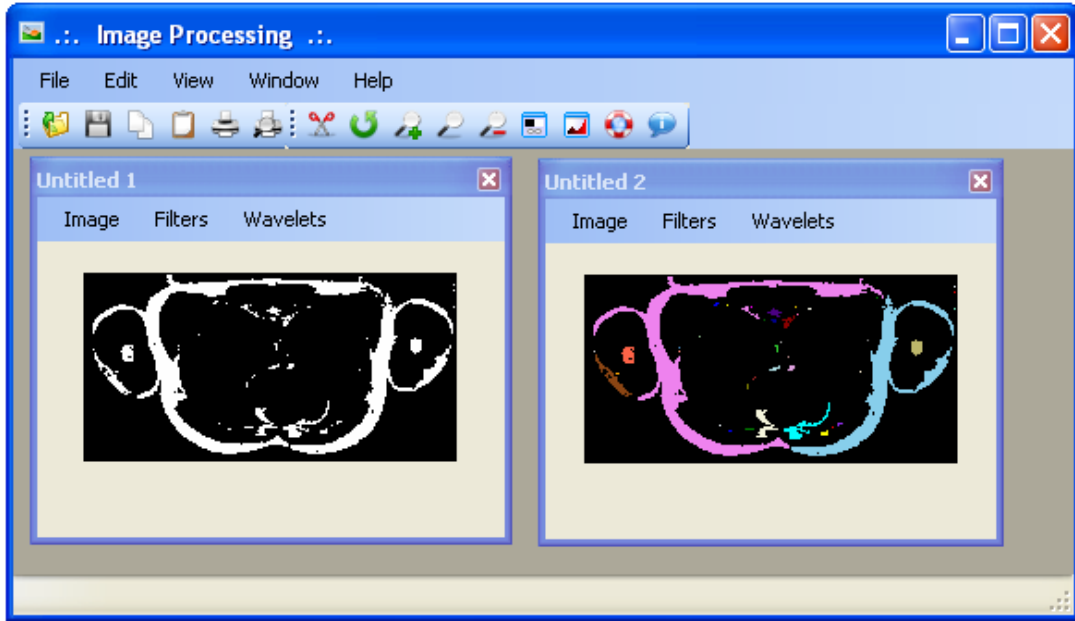 .:. Image Processing .:.
File Edit View Window Help
Untitled 1
Image Filters Wavelets
Untitled 2
Image Filters Wavelets